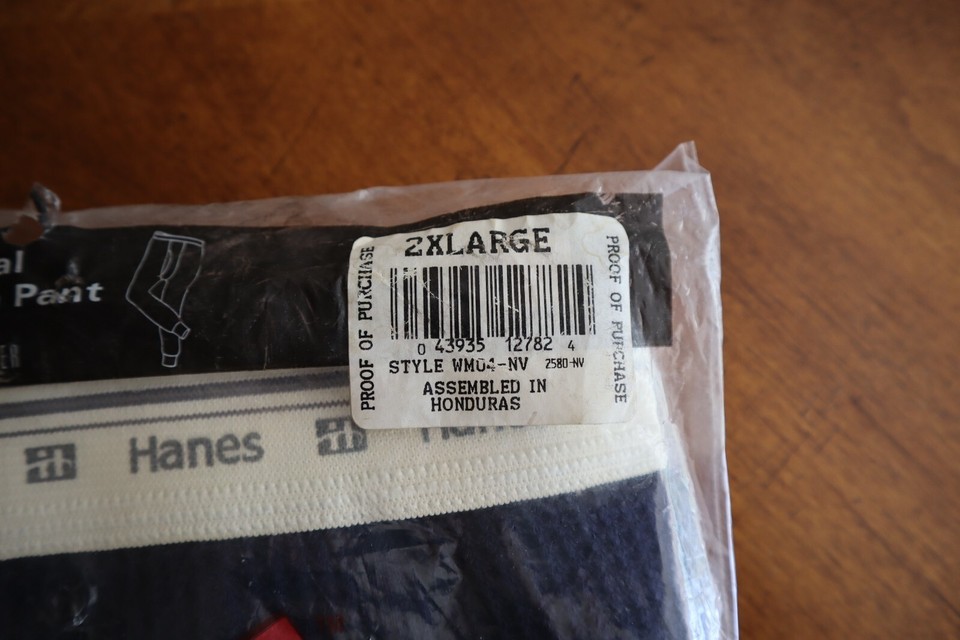 al
Pant
2XLARGE
PROOF OF PURCHASE
PROOF OF PURCHASE
0 43935 12782 4
STYLE WM04-NV 2580-NV
ASSEMBLED IN
HONDURAS
Hanes